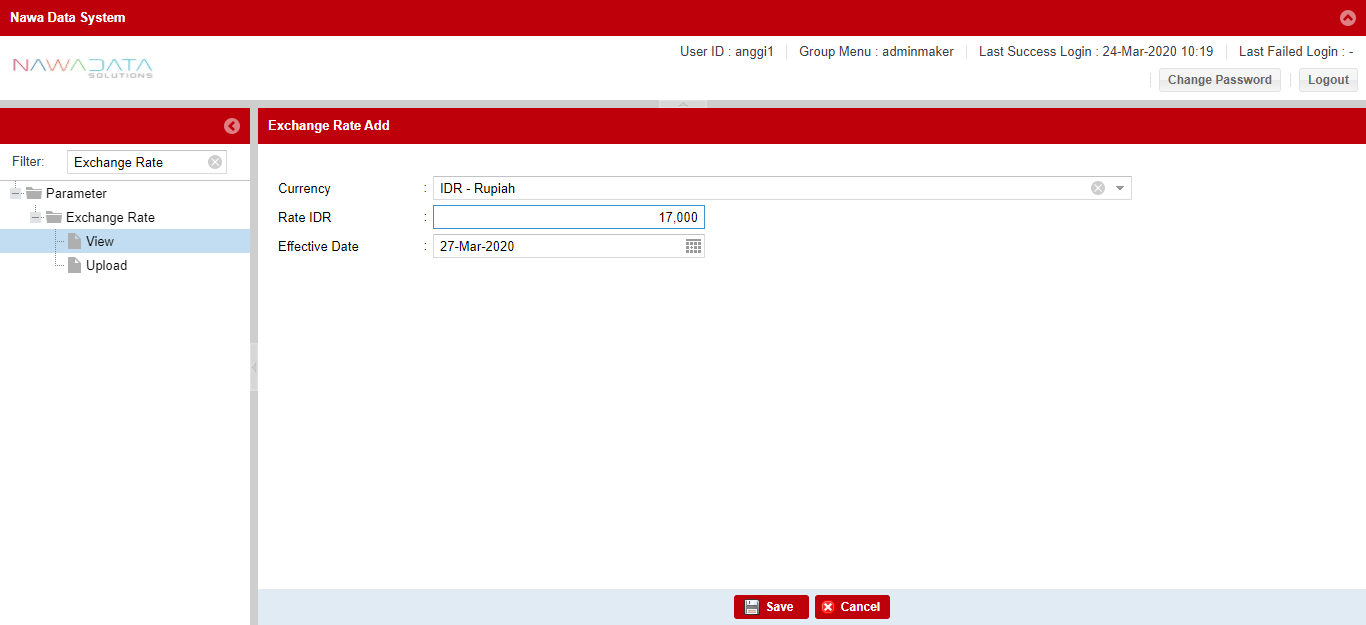 Nawa Data System
NAWADATA
SOLUTIONS
User ID : anggi1 Group Menu : adminmaker Last Success Login : 24-Mar-2020 10:19 Last Failed Login : -
Change Password Logout
Exchange Rate Add
Filter: Exchange Rate
Parameter
Exchange Rate
View
Upload
Currency : IDR - Rupiah
Rate IDR : 17,000
Effective Date : 27-Mar-2020
Save Cancel